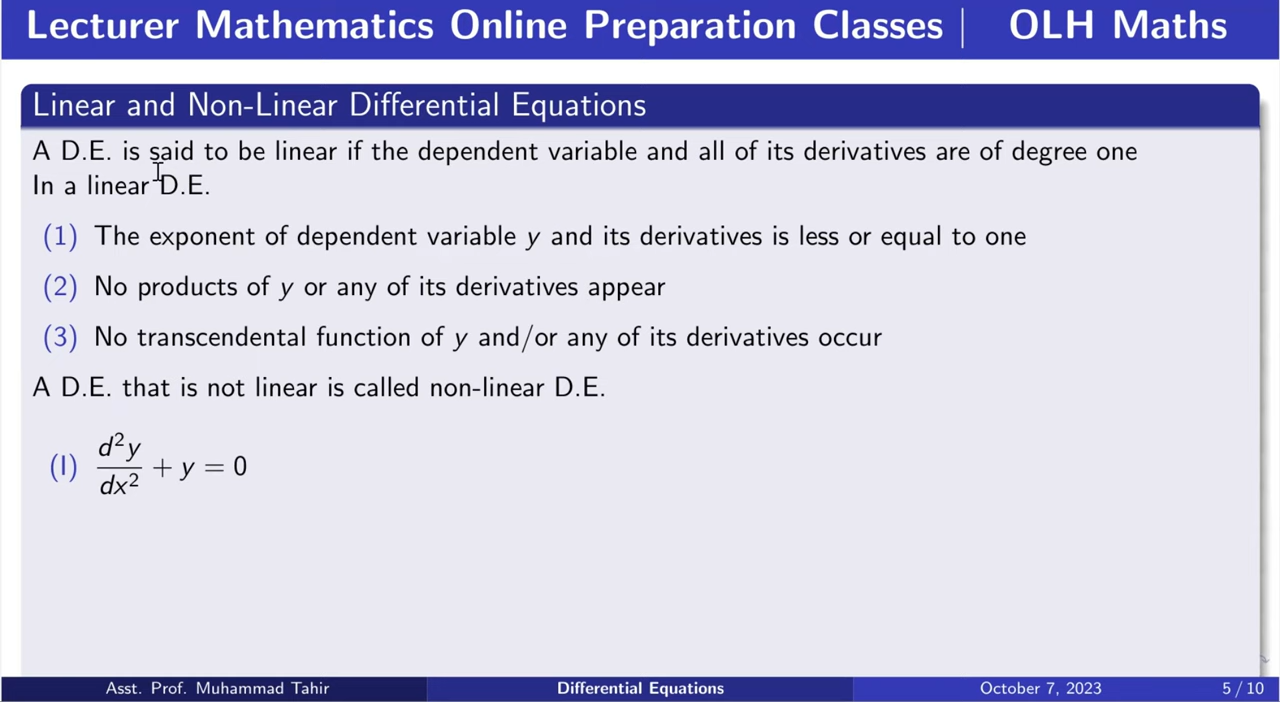 Lecturer Mathematics Online Preparation Classes | OLH Maths
Linear and Non-Linear Differential Equations
A D.E. is said to be linear if the dependent variable and all of its derivatives are of degree one
In a linear D.E.
(1) The exponent of dependent variable y and its derivatives is less or equal to one
(2) No products of y or any of its derivatives appear
(3) No transcendental function of y and/or any of its derivatives occur
A D.E. that is not linear is called non-linear D.E.
(I) d²y/dx² + y = 0
Asst. Prof. Muhammad Tahir Differential Equations October 7, 2023 5 / 10